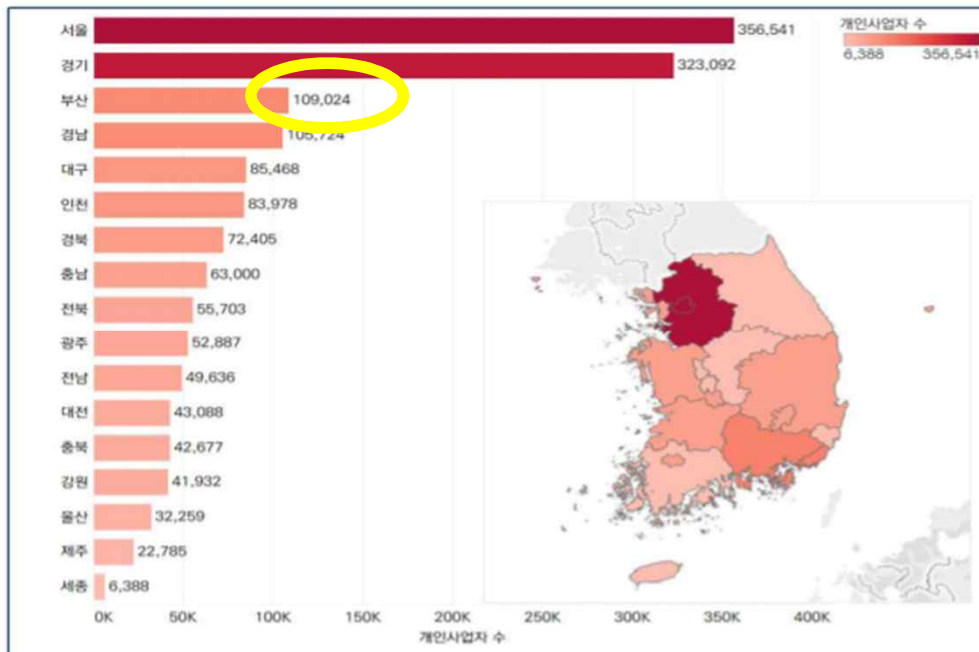 서울 356,541
경기 323,092
부산 109,024
경남 105,724
대구 85,468
인천 83,978
경북 72,405
충남 63,000
전북 55,703
광주 52,887
전남 49,636
대전 43,088
충북 42,677
강원 41,932
울산 32,259
제주 22,785
세종 6,388
0K 50K 100K 150K 200K 250K 300K 350K 400K
개인사업자 수
개인사업자 수
6,388 356,541